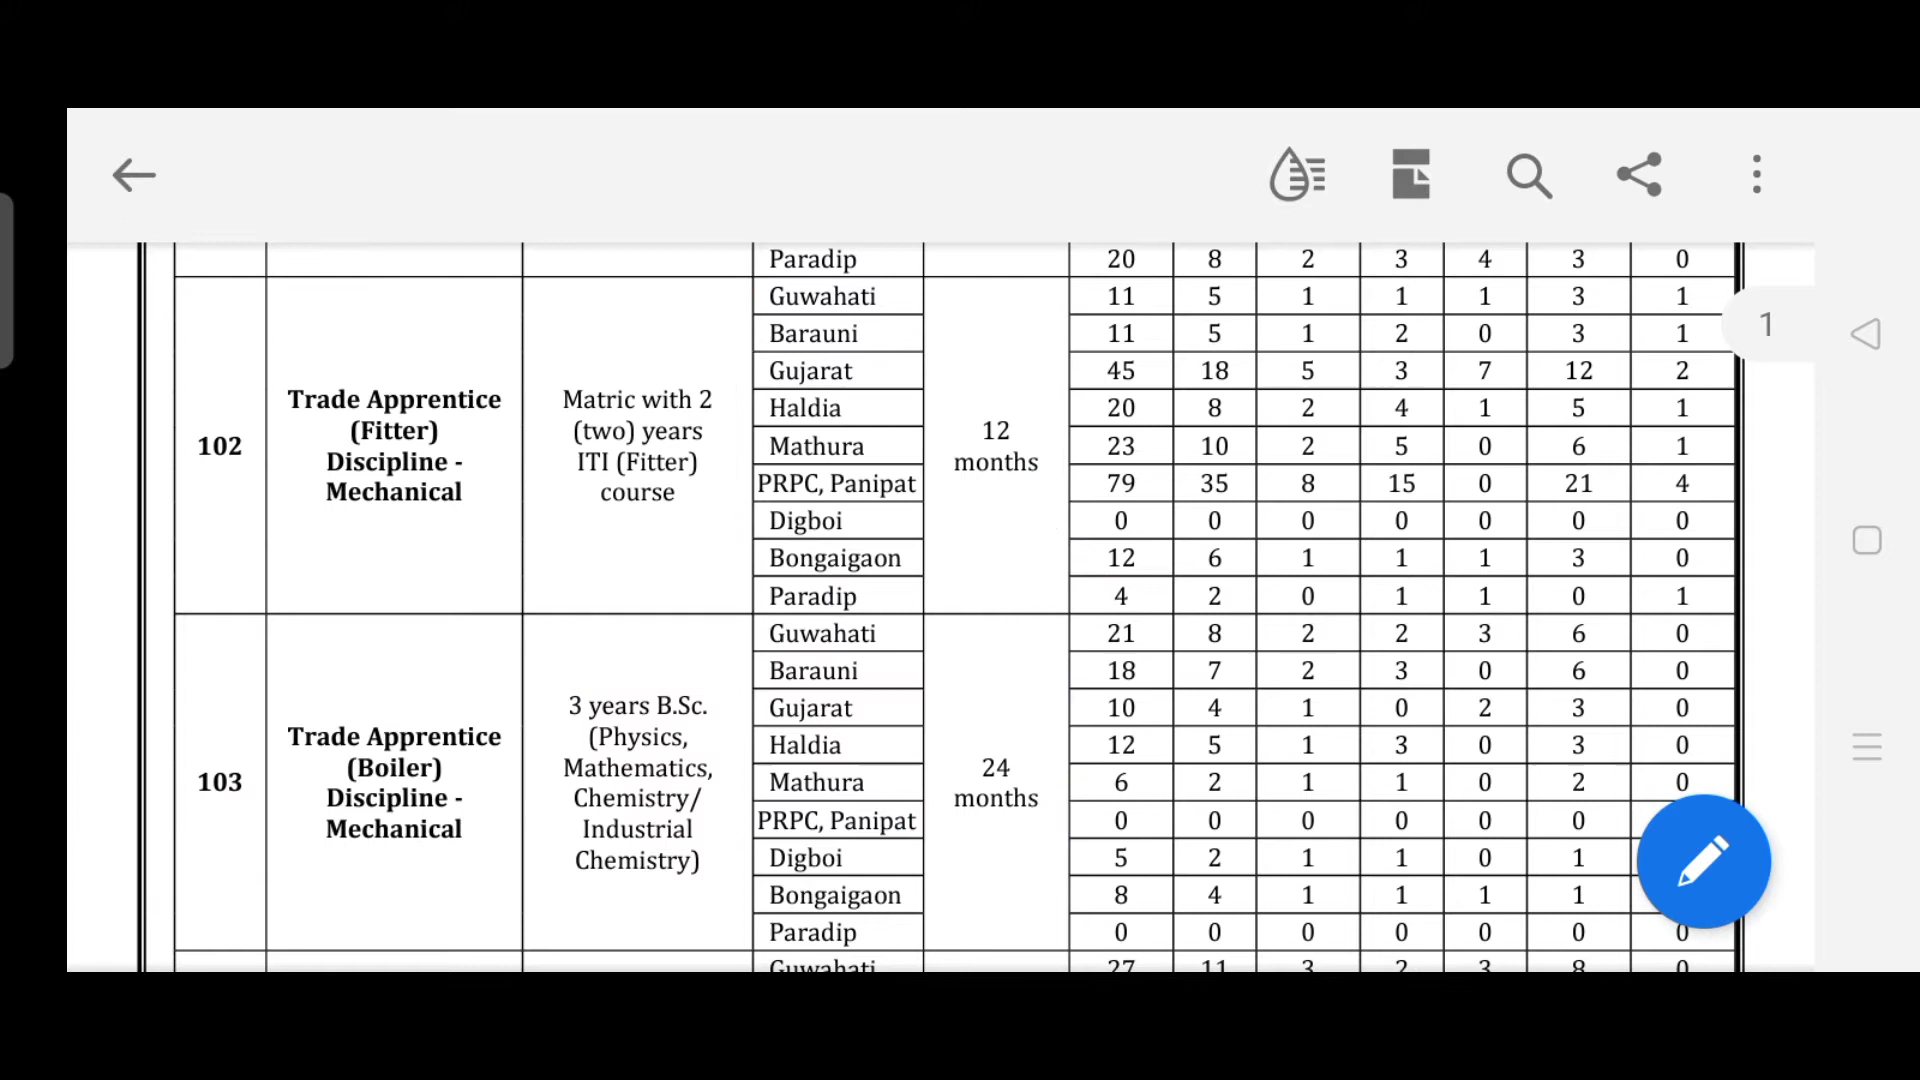 Paradip 20 8 2 3 4 3 0
Guwahati 11 5 1 1 1 3 1
1
Barauni 11 5 1 2 0 3 1
Gujarat 45 18 5 3 7 12 2
Trade Apprentice Matric with 2 Haldia 20 8 2 4 1 5 1
(Fitter) (two) years 12
102 Discipline - ITI (Fitter) Mathura months 23 10 2 5 0 6 1
Mechanical course PRPC, Panipat 79 35 8 15 0 21 4
Digboi 0 0 0 0 0 0 0
Bongaigaon 12 6 1 1 1 3 0
Paradip 4 2 0 1 1 0 1
Guwahati 21 8 2 2 3 6 0
Barauni 18 7 2 3 0 6 0
3 years B.Sc. Gujarat 10 4 1 0 2 3 0
Trade Apprentice (Physics, Haldia 12 5 1 3 0 3 0
(Boiler) Mathematics, 24
103 Discipline - Chemistry/ Mathura months 6 2 1 1 0 2 0
Mechanical Industrial PRPC, Panipat 0 0 0 0 0 0
Chemistry) Digboi 5 2 1 1 0 1
Bongaigaon 8 4 1 1 1 1
Paradip 0 0 0 0 0 0 0
Guwahati 27 11 3 2 3 8 0